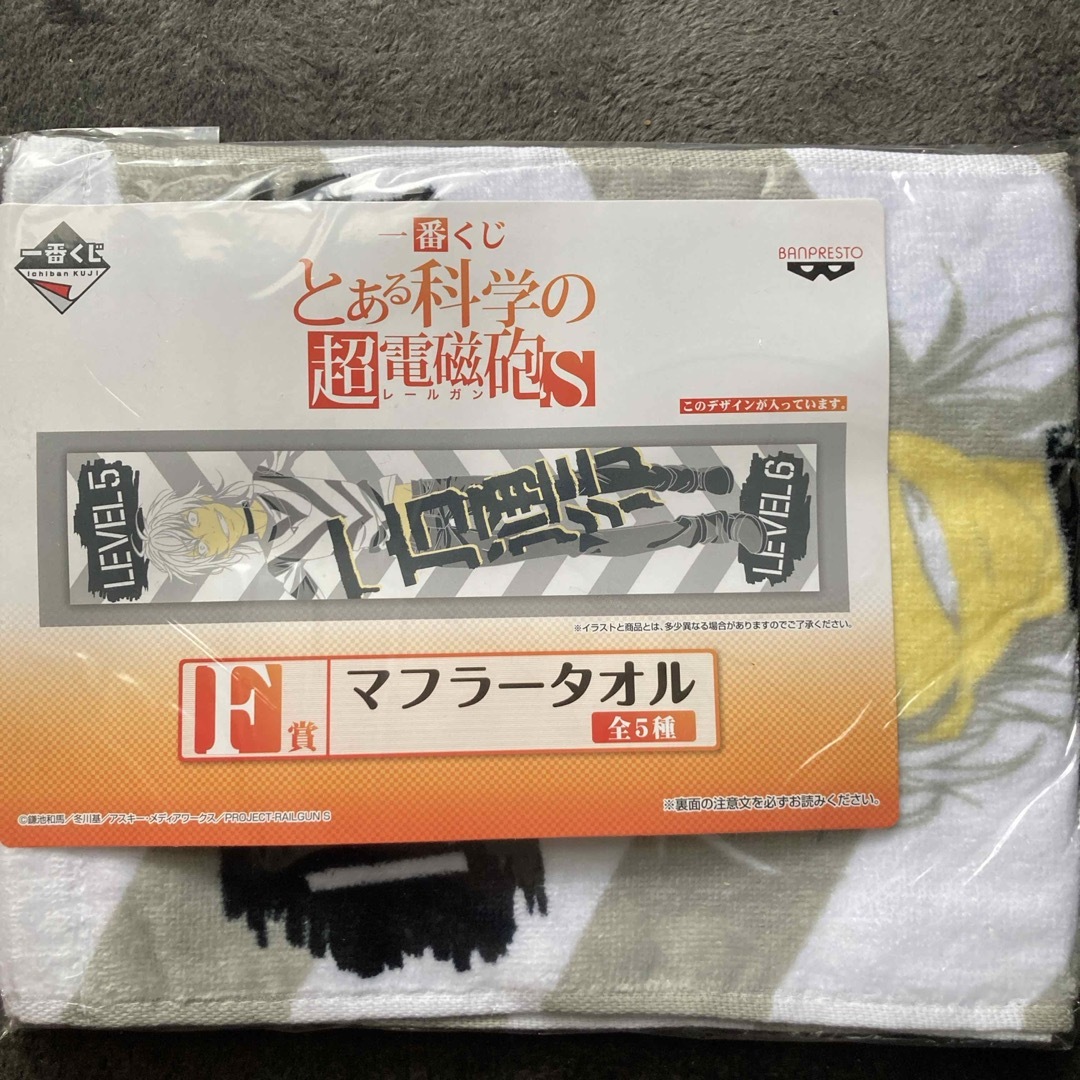 一番くじ
Ichiban KUJI
一番くじ
とある科学の
超電磁砲S
レールガン
BANPRESTO
このデザインが入っています。
LEVEL5
一方通行
LEVEL6
※イラストと商品とは、多少異なる場合がありますのでご了承ください。
F賞
マフラータオル
全5種
※裏面の注意文を必ずお読みください。
©鎌池和馬／冬川基／アスキー・メディアワークス／PROJECT-RAILGUN S